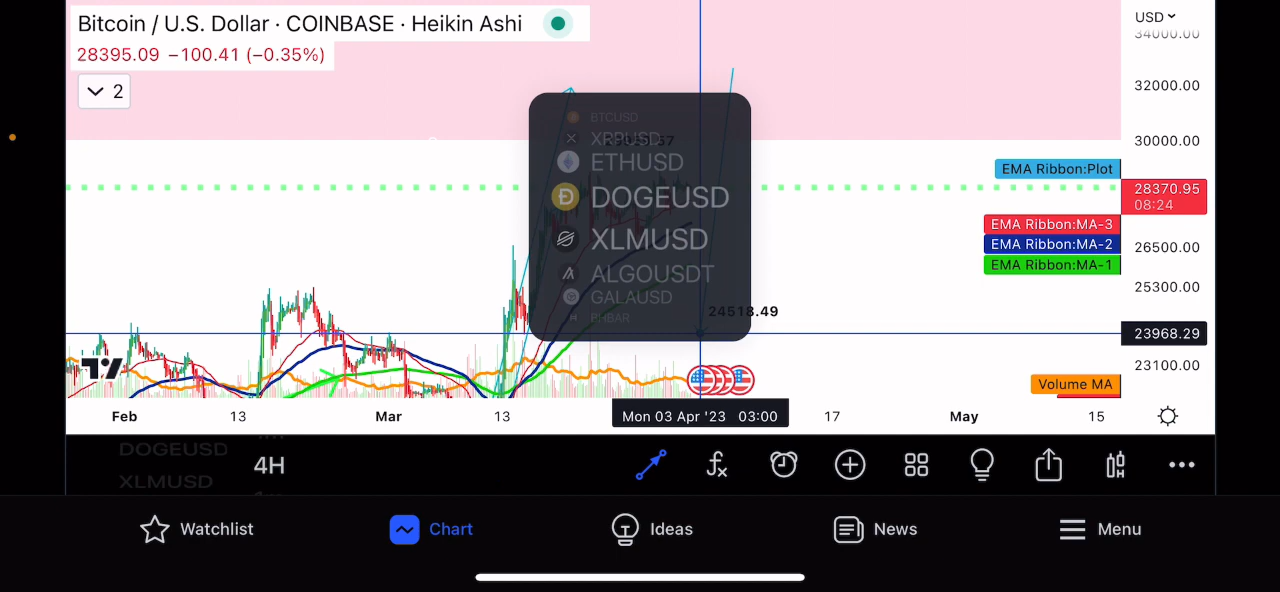 Bitcoin / U.S. Dollar · COINBASE · Heikin Ashi
28395.09 −100.41 (−0.35%)
2
USD
34000.00
32000.00
30000.00
EMA Ribbon:Plot
28370.95
08:24
EMA Ribbon:MA-3
EMA Ribbon:MA-2
26500.00
EMA Ribbon:MA-1
25300.00
23968.29
23100.00
Volume MA
BTCUSD
XRPUSD
ETHUSD
DOGEUSD
XLMUSD
ALGOUSDT
GALAUSD
24518.49
Feb
13
Mar
13
Mon 03 Apr '23 03:00
17
May
15
DOGEUSD
XLMUSD
4H
Watchlist
Chart
Ideas
News
Menu